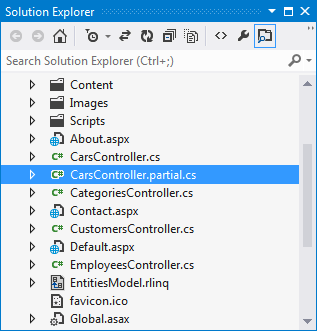 Solution Explorer
Search Solution Explorer (Ctrl+;)
Content
Images
Scripts
About.aspx
C# CarsController.cs
C# CarsController.partial.cs
C# CategoriesController.cs
Contact.aspx
C# CustomersController.cs
Default.aspx
C# EmployeesController.cs
EntitiesModel.rlinq
favicon.ico
Global.asax